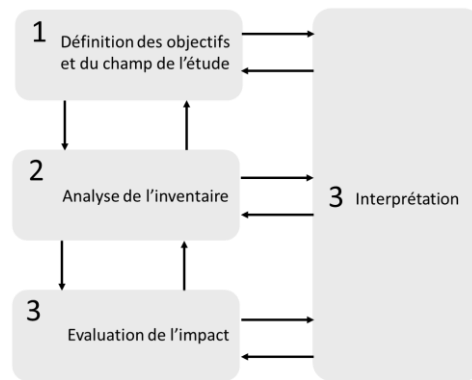 1 Définition des objectifs
et du champ de l'étude
2
Analyse de l'inventaire
3 Interprétation
3
Evaluation de l'impact